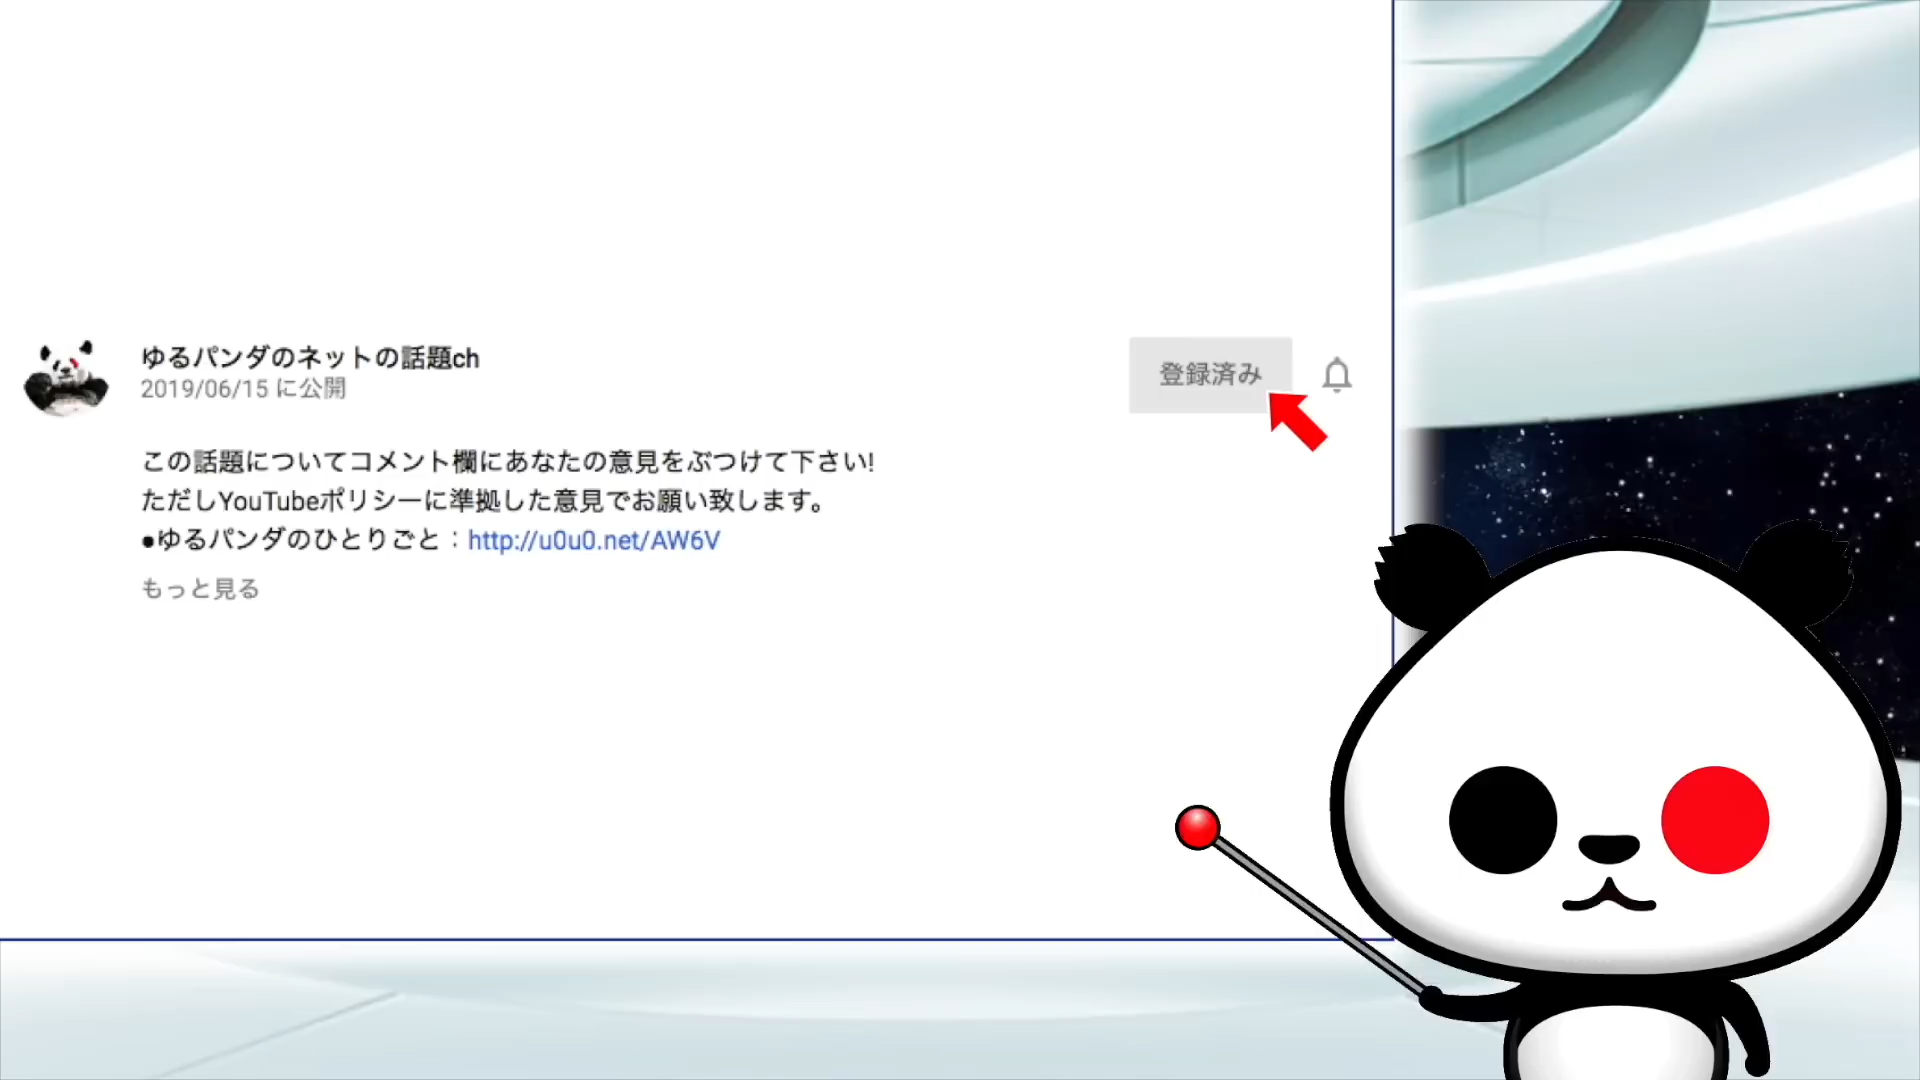 ゆるパンダのネットの話題ch
2019/06/15 に公開
登録済み
この話題についてコメント欄にあなたの意見をぶつけて下さい!
ただしYouTubeポリシーに準拠した意見でお願い致します。
●ゆるパンダのひとりごと：http://u0u0.net/AW6V
もっと見る